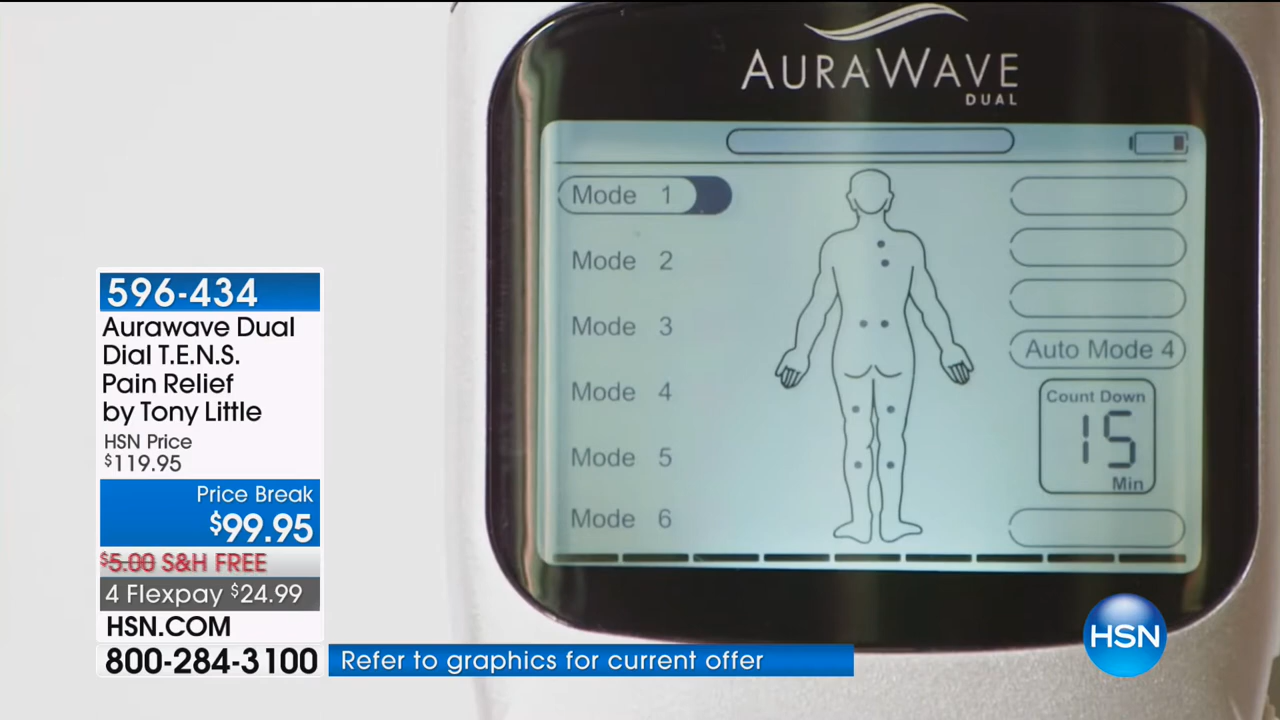 596-434
Aurawave Dual
Dial T.E.N.S.
Pain Relief
by Tony Little
HSN Price
$119.95
Price Break
$99.95
$5.00 S&H FREE
4 Flexpay $24.99
HSN.COM
800-284-3100
Refer to graphics for current offer
AURAWAVE
DUAL
Mode 1
Mode 2
Mode 3
Mode 4
Mode 5
Mode 6
Auto Mode 4
Count Down
15
Min
HSN